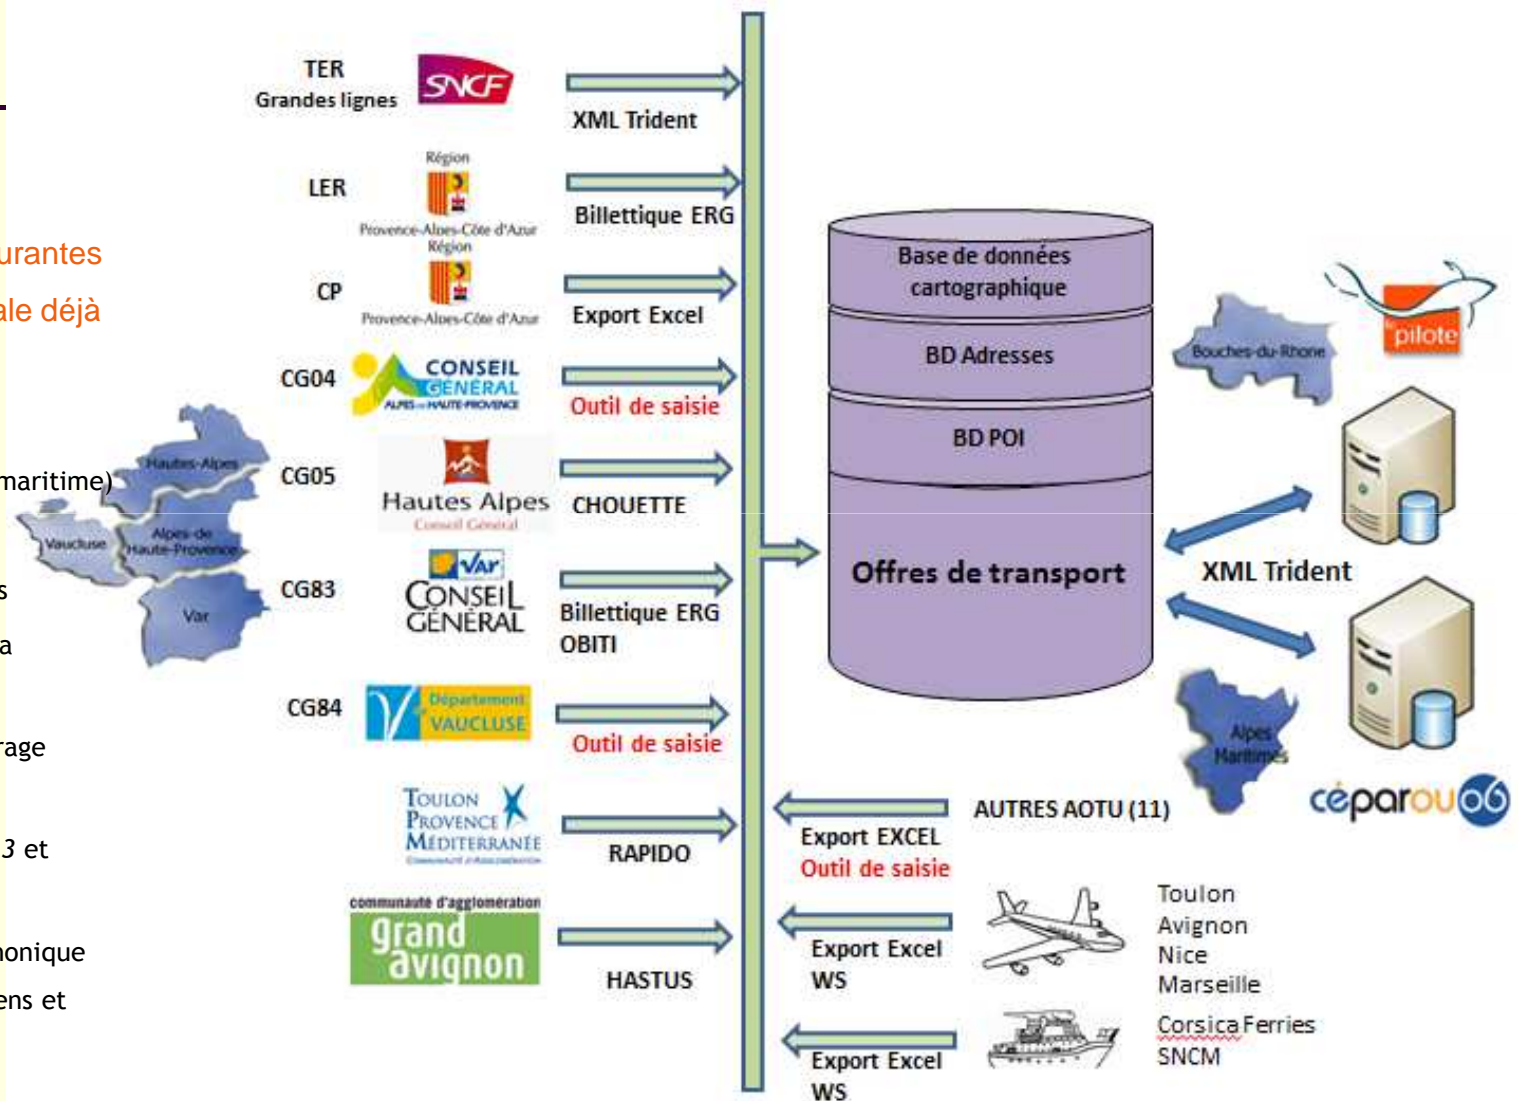 urantes
ale déjà
maritime)
s
a
rage
3 et
nonique
ens et
TER
Grandes lignes
SNCF
XML Trident
LER
Région
Provence-Alpes-Côte d'Azur
Billettique ERG
CP
Région
Provence-Alpes-Côte d'Azur
Export Excel
CG04
CONSEIL
GÉNÉRAL
ALPES DE HAUTE-PROVENCE
Outil de saisie
Hautes-Alpes
Vaucluse
Alpes-de
Haute-Provence
Var
CG05
Hautes Alpes
Conseil Général
CHOUETTE
CG83
VAr
CONSEIL
GÉNÉRAL
Billettique ERG
OBITI
CG84
Département
VAUCLUSE
Outil de saisie
TOULON
PROVENCE
MÉDITERRANÉE
COMMUNAUTÉ D'AGGLOMÉRATION
RAPIDO
communauté d'agglomération
grand
avignon
HASTUS
Base de données
cartographique
BD Adresses
BD POI
Offres de transport
Bouches-du-Rhone
le pilote
XML Trident
Alpes
Maritimes
céparou06
AUTRES AOTU (11)
Export EXCEL
Outil de saisie
Export Excel
WS
Toulon
Avignon
Nice
Marseille
Export Excel
WS
Corsica Ferries
SNCM